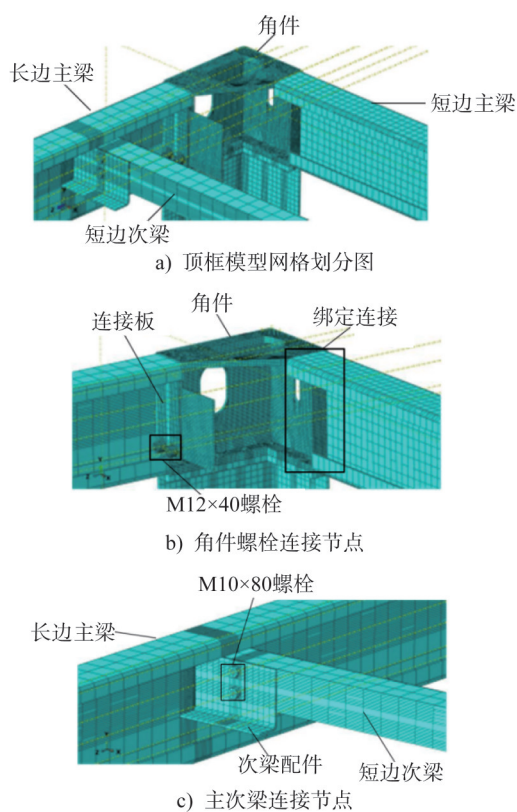 角件
长边主梁
短边主梁
短边次梁
a) 顶框模型网格划分图
角件
连接板
绑定连接
M12×40螺栓
b) 角件螺栓连接节点
M10×80螺栓
长边主梁
次梁配件
短边次梁
c) 主次梁连接节点